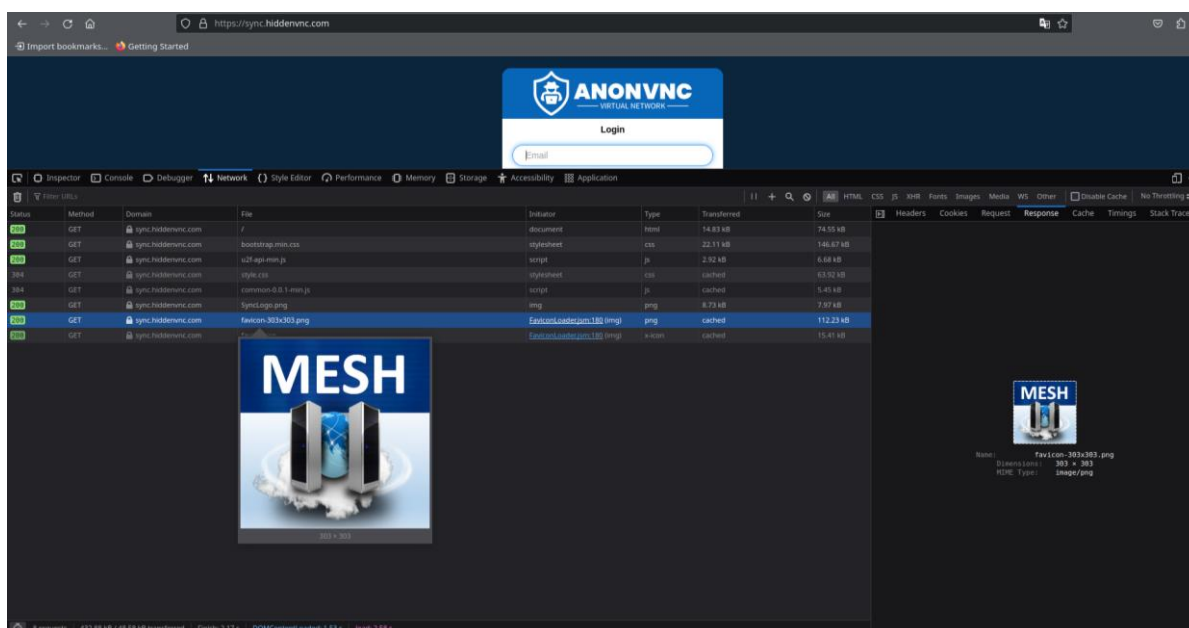 https://sync.hiddenvnc.com
Import bookmarks... Getting Started
ANONVNC
VIRTUAL NETWORK
Login
Email
Inspector Console Debugger Network Style Editor Performance Memory Storage Accessibility Application
Filter URLs
All HTML CSS JS XHR Fonts Images Media WS Other Disable Cache No Throttling
Status Method Domain File Initiator Type Transferred Size Headers Cookies Request Response Cache Timings Stack Trace
200 GET sync.hiddenvnc.com / document html 14.83 kB 74.55 kB
200 GET sync.hiddenvnc.com bootstrap.min.css stylesheet css 22.11 kB 146.67 kB
200 GET sync.hiddenvnc.com u2f-api-min.js script js 2.92 kB 6.68 kB
304 GET sync.hiddenvnc.com style.css stylesheet css cached 63.92 kB
304 GET sync.hiddenvnc.com common-0.0.1-min.js script js cached 5.45 kB
200 GET sync.hiddenvnc.com SyncLogo.png img png 8.73 kB 7.97 kB
200 GET sync.hiddenvnc.com favicon-303x303.png FaviconLoader.jsm:180 (img) png cached 112.23 kB
200 GET sync.hiddenvnc.com FaviconLoader.jsm:180 (img) x-icon cached 15.41 kB
MESH
303 × 303
MESH
Name: favicon-303x303.png
Dimensions: 303 × 303
MIME Type: image/png